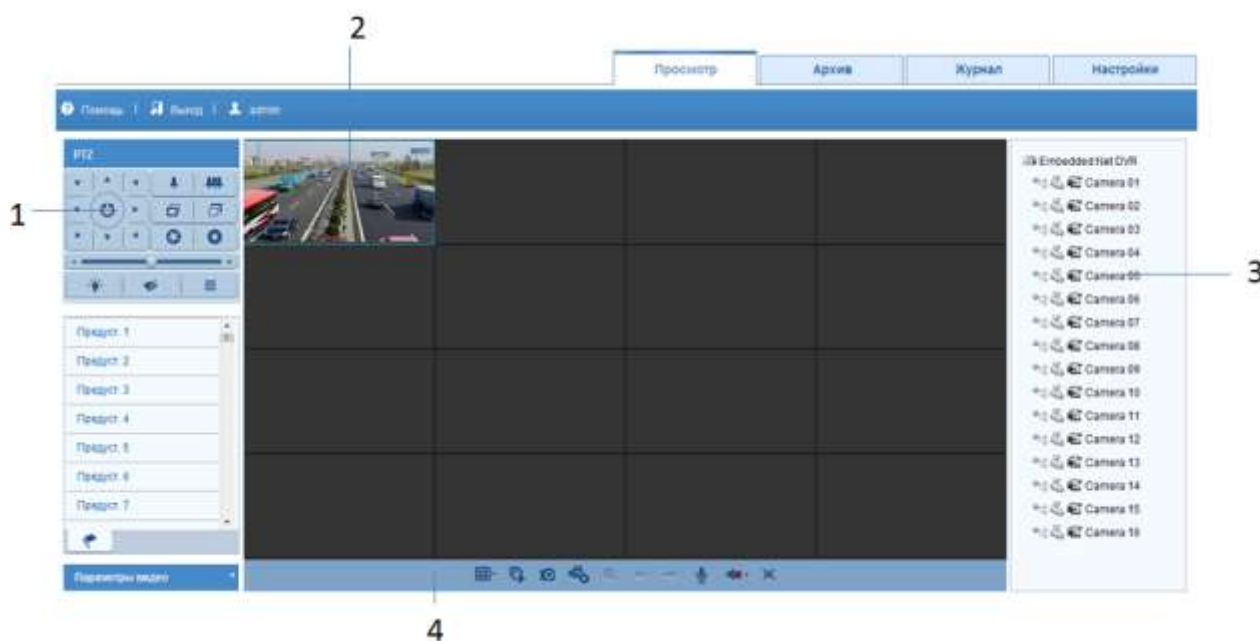 2
Просмотр
Архив
Журнал
Настройки
Помощь | Выход | admin
PTZ
1
Предуст. 1
Предуст. 2
Предуст. 3
Предуст. 4
Предуст. 5
Предуст. 6
Предуст. 7
Параметры видео
Embedded Net DVR
Camera 01
Camera 02
Camera 03
Camera 04
Camera 05
3
Camera 06
Camera 07
Camera 08
Camera 09
Camera 10
Camera 11
Camera 12
Camera 13
Camera 14
Camera 15
Camera 16
4